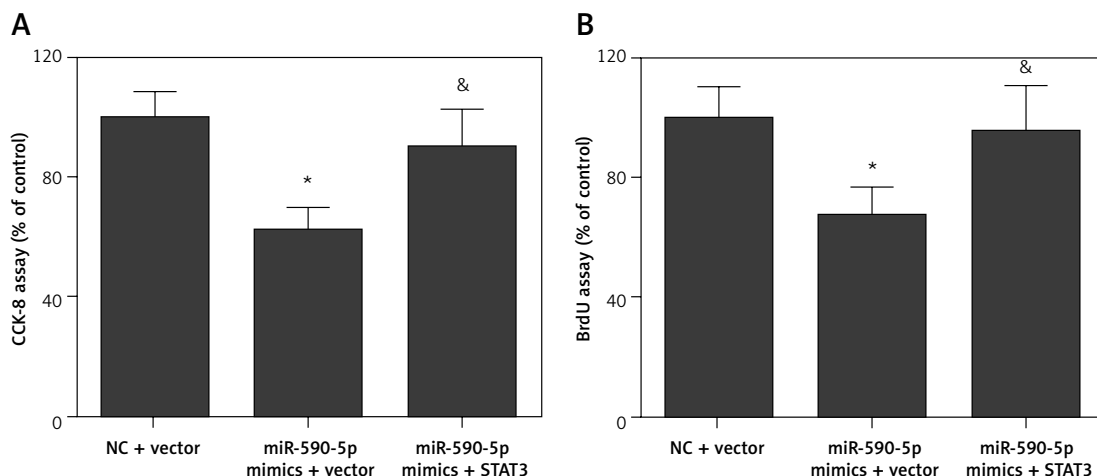 A
120
80
40
0
CCK-8 assay (% of control)
*
&
NC + vector
miR-590-5p
mimics + vector
miR-590-5p
mimics + STAT3
B
120
80
40
0
BrdU assay (% of control)
*
&
NC + vector
miR-590-5p
mimics + vector
miR-590-5p
mimics + STAT3